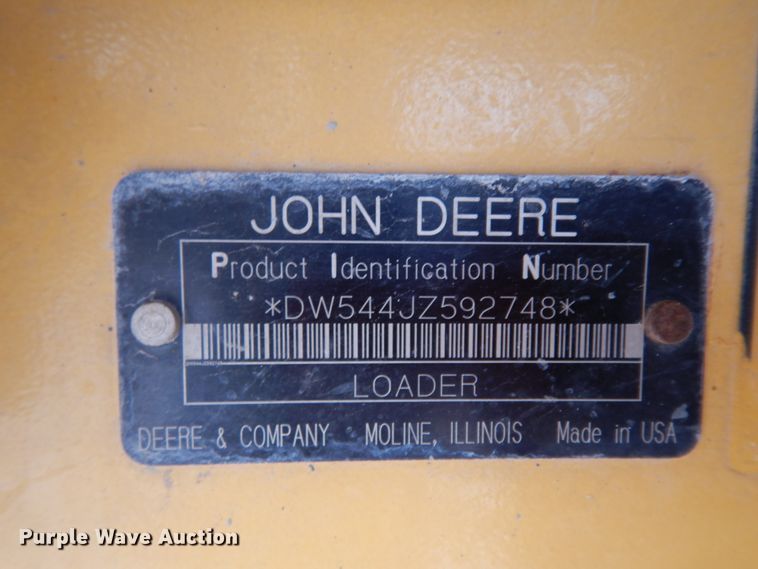 JOHN DEERE
Product Identification Number
*DW544JZ592748*
LOADER
DEERE & COMPANY MOLINE, ILLINOIS Made in USA
Purple Wave Auction